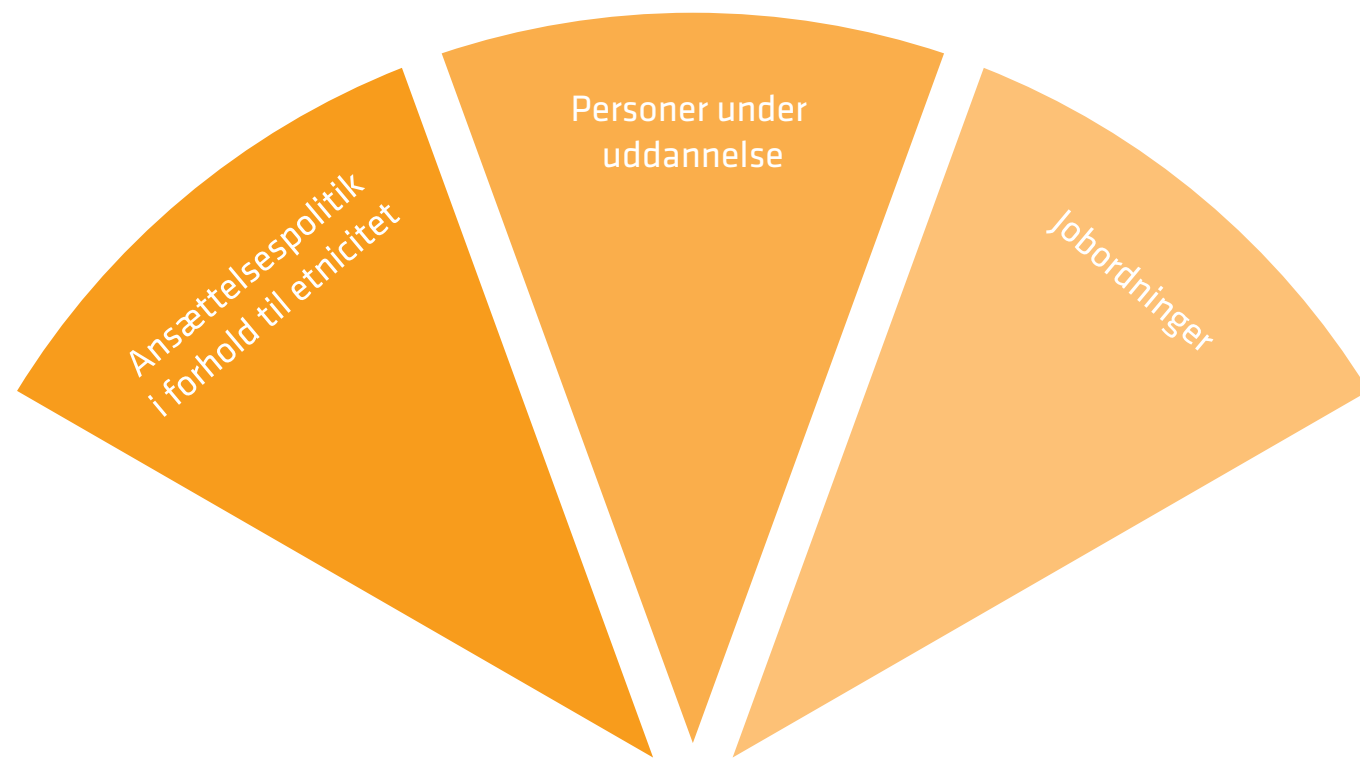 Ansættelsespolitik
i forhold til etnicitet
Personer under
uddannelse
Jobordninger